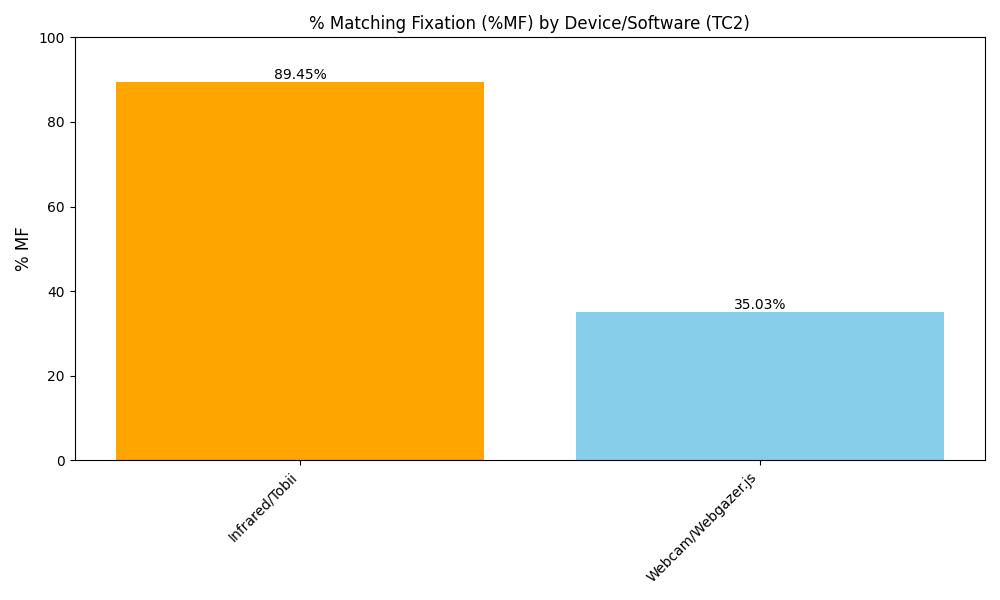 % Matching Fixation (%MF) by Device/Software (TC2)
100
80
60
40
20
0
% MF
89.45%
35.03%
Infrared/Tobii
Webcam/Webgazer.js